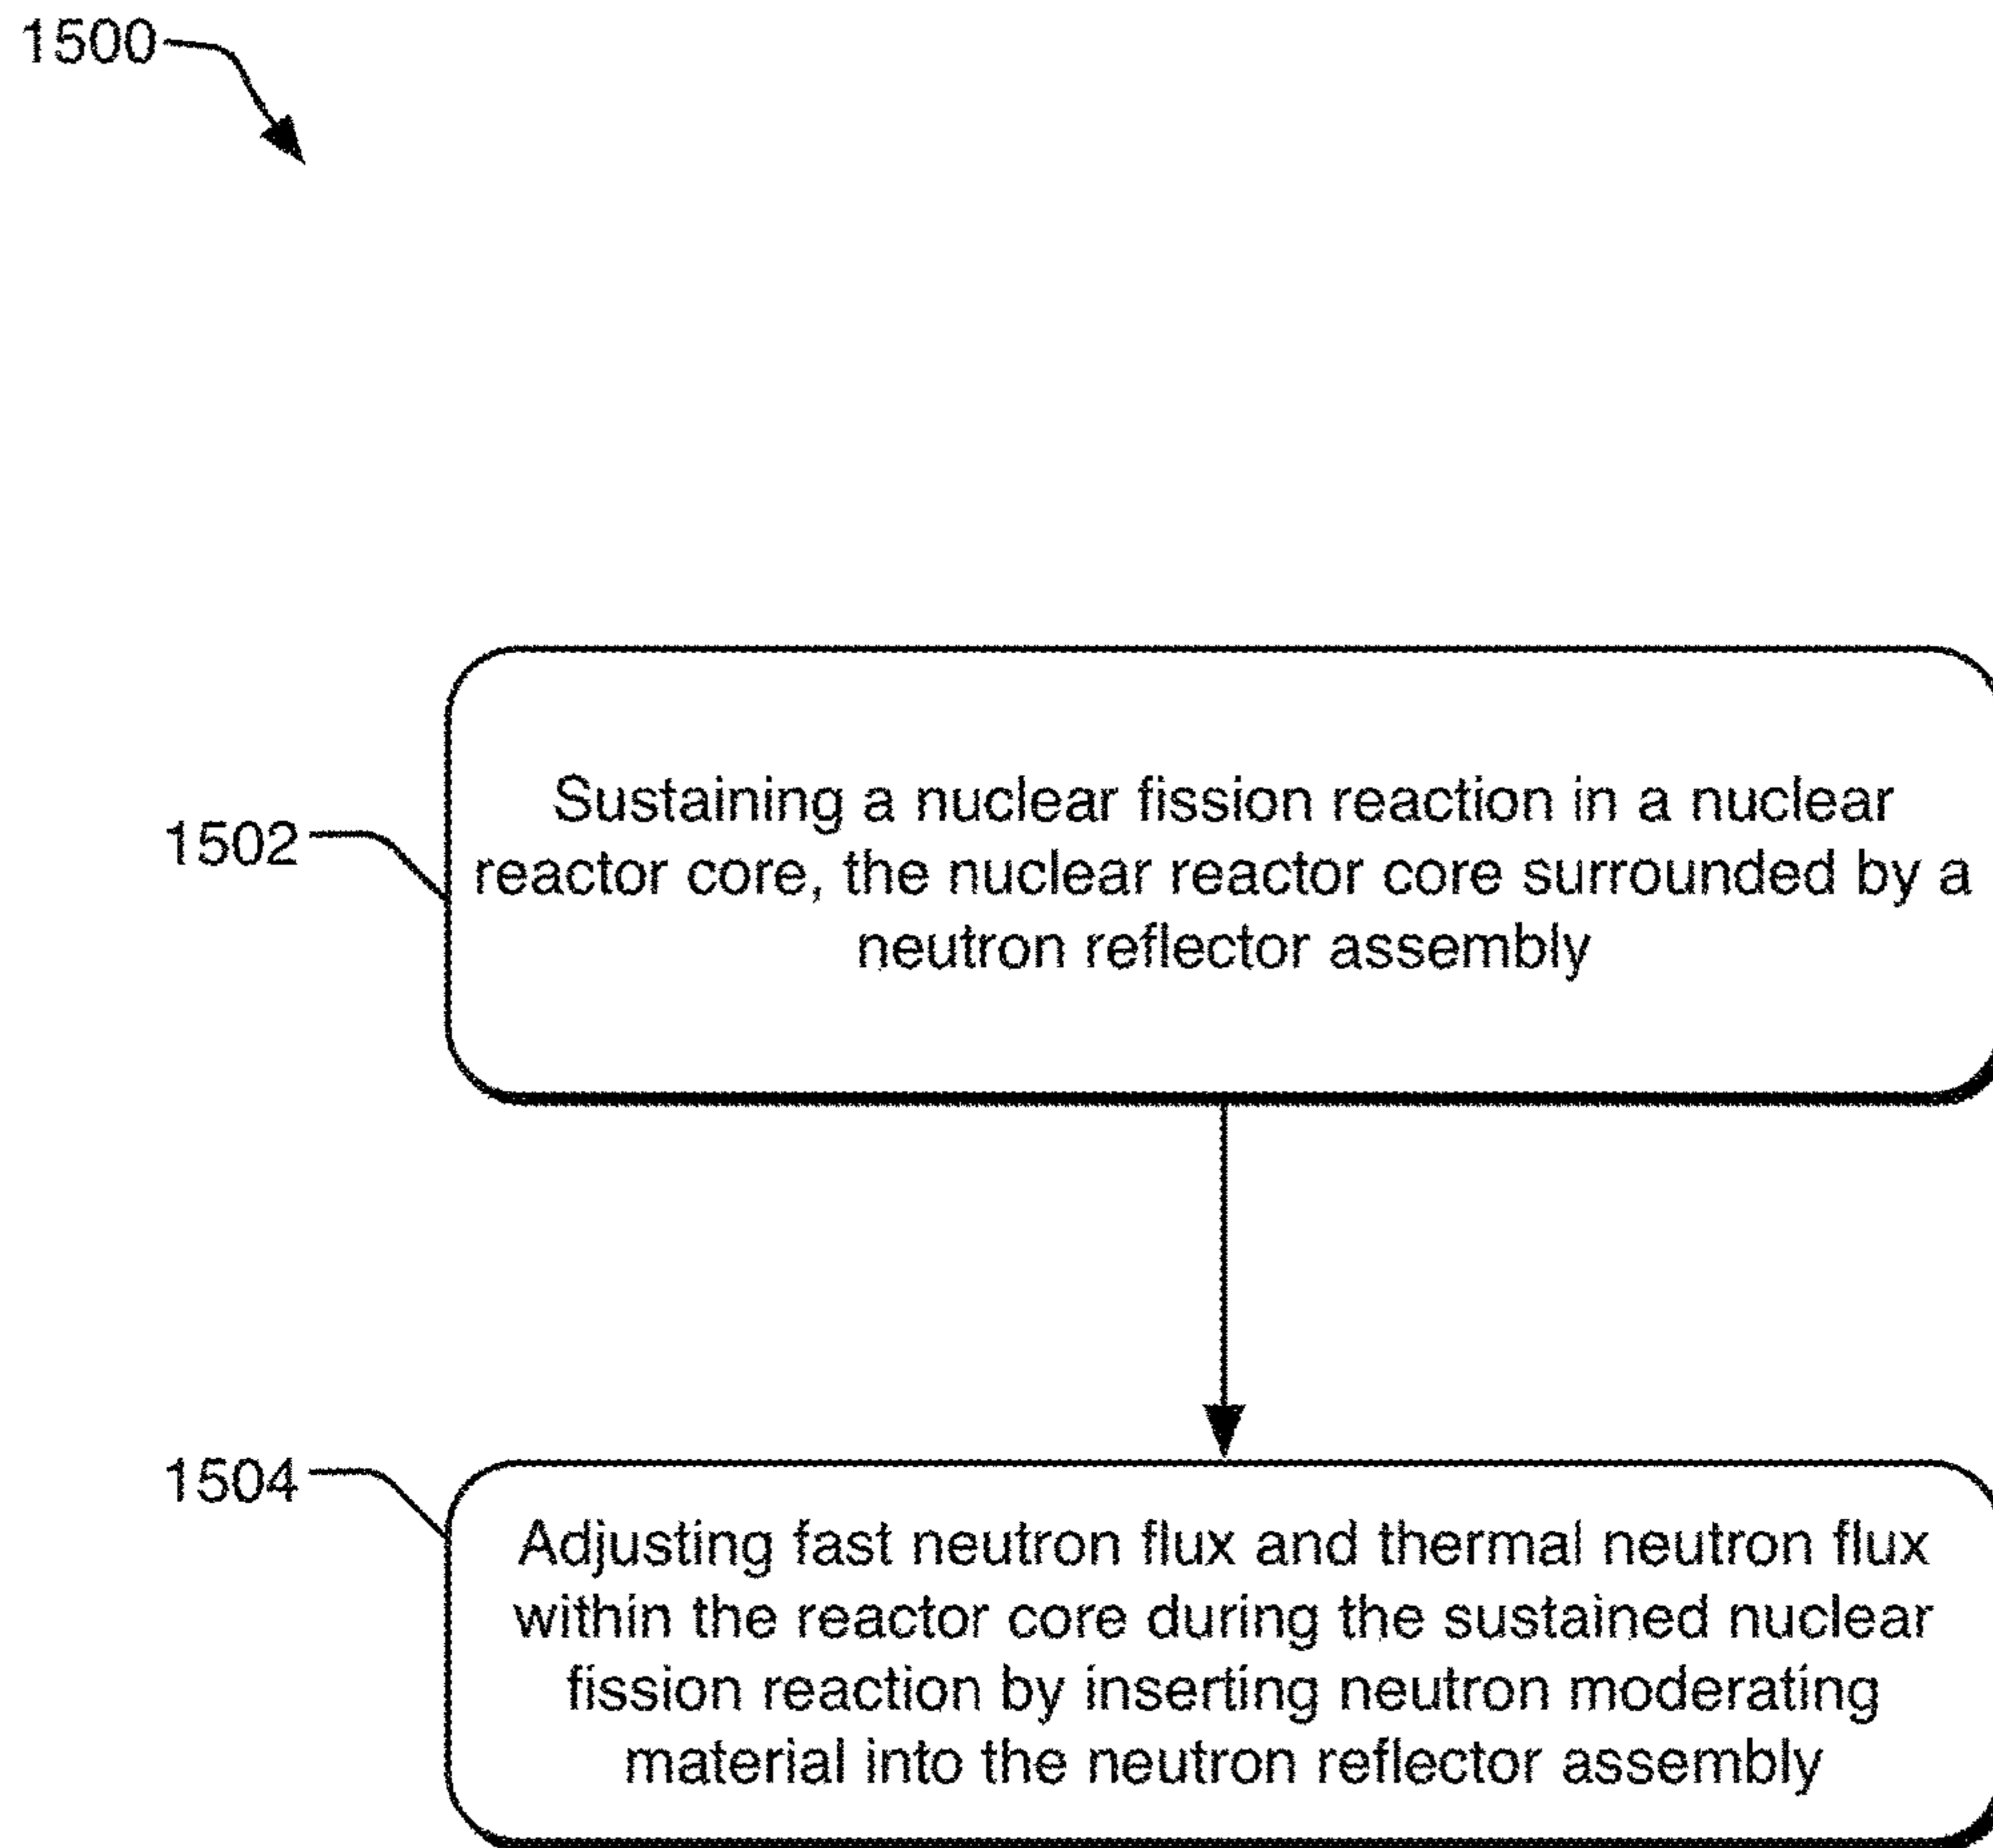 1500
1502
Sustaining a nuclear fission reaction in a nuclear
reactor core, the nuclear reactor core surrounded by a
neutron reflector assembly
1504
Adjusting fast neutron flux and thermal neutron flux
within the reactor core during the sustained nuclear
fission reaction by inserting neutron moderating
material into the neutron reflector assembly